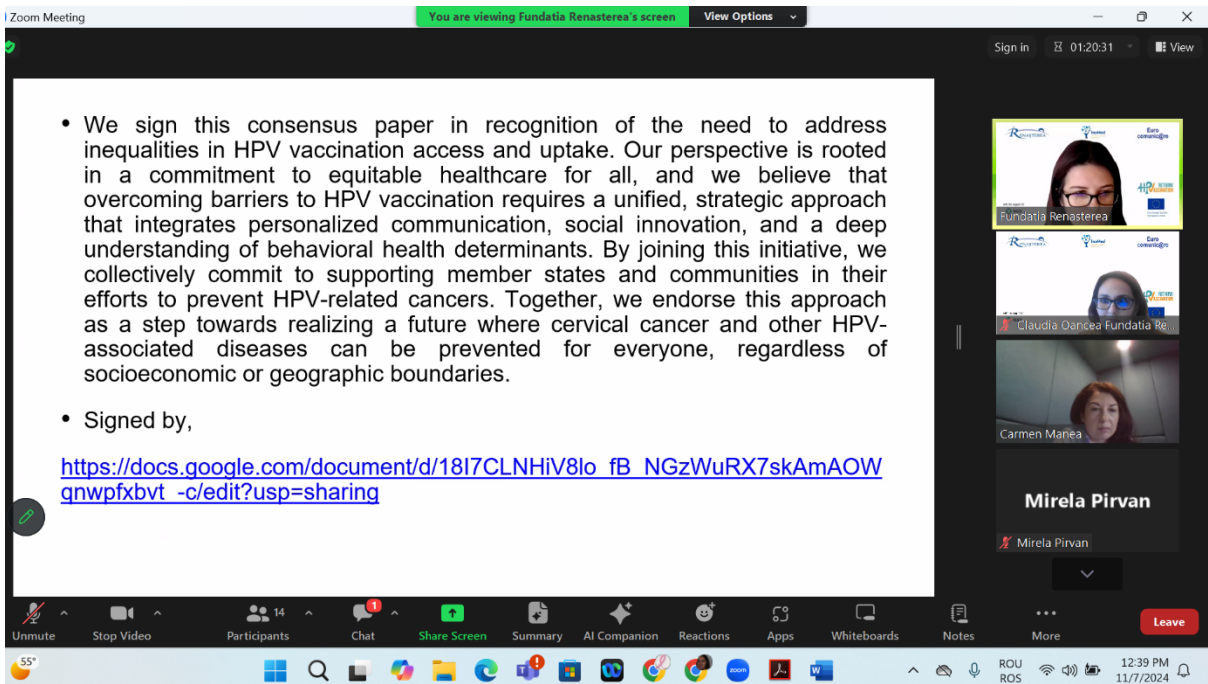 Zoom Meeting
You are viewing Fundatia Renasterea's screen
View Options
Sign in
01:20:31
View
• We sign this consensus paper in recognition of the need to address
inequalities in HPV vaccination access and uptake. Our perspective is rooted
in a commitment to equitable healthcare for all, and we believe that
overcoming barriers to HPV vaccination requires a unified, strategic approach
that integrates personalized communication, social innovation, and a deep
understanding of behavioral health determinants. By joining this initiative, we
collectively commit to supporting member states and communities in their
efforts to prevent HPV-related cancers. Together, we endorse this approach
as a step towards realizing a future where cervical cancer and other HPV-
associated diseases can be prevented for everyone, regardless of
socioeconomic or geographic boundaries.
• Signed by,
https://docs.google.com/document/d/18I7CLNHiV8lo_fB_NGzWuRX7skAmAOW
qnwpfxbvt_-c/edit?usp=sharing
Fundatia Renasterea
Claudia Oancea Fundatia Re...
Carmen Manea
Mirela Pirvan
Mirela Pirvan
Unmute
Stop Video
14
Participants
1
Chat
Share Screen
Summary
AI Companion
Reactions
Apps
Whiteboards
Notes
More
Leave
55°
zoom
ROU
ROS
12:39 PM
11/7/2024